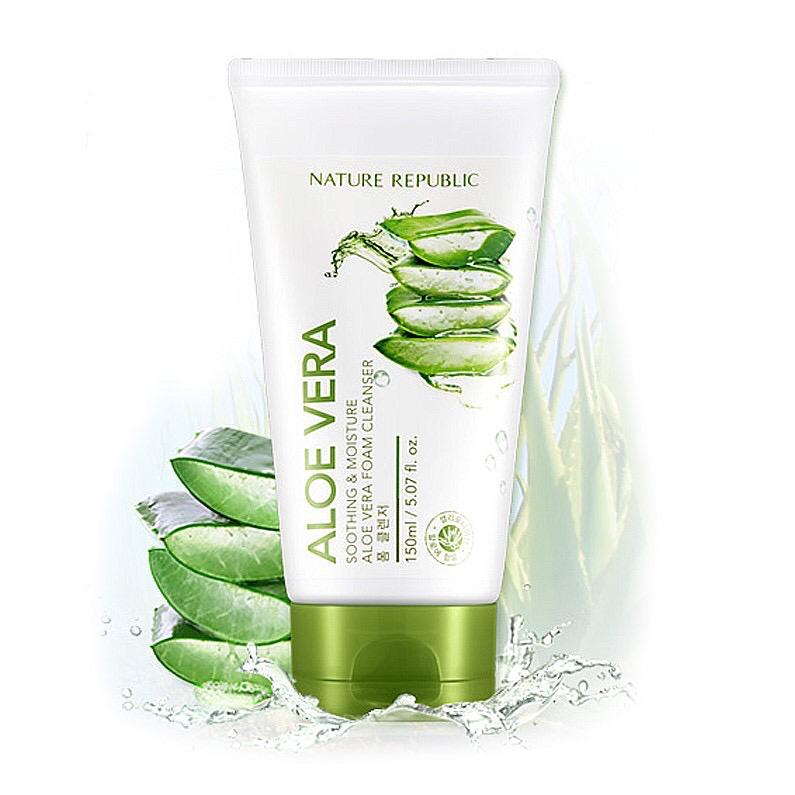 NATURE REPUBLIC
ALOE VERA
SOOTHING & MOISTURE
ALOE VERA FOAM CLEANSER
폼 클렌저
150ml / 5.07 fl. oz.